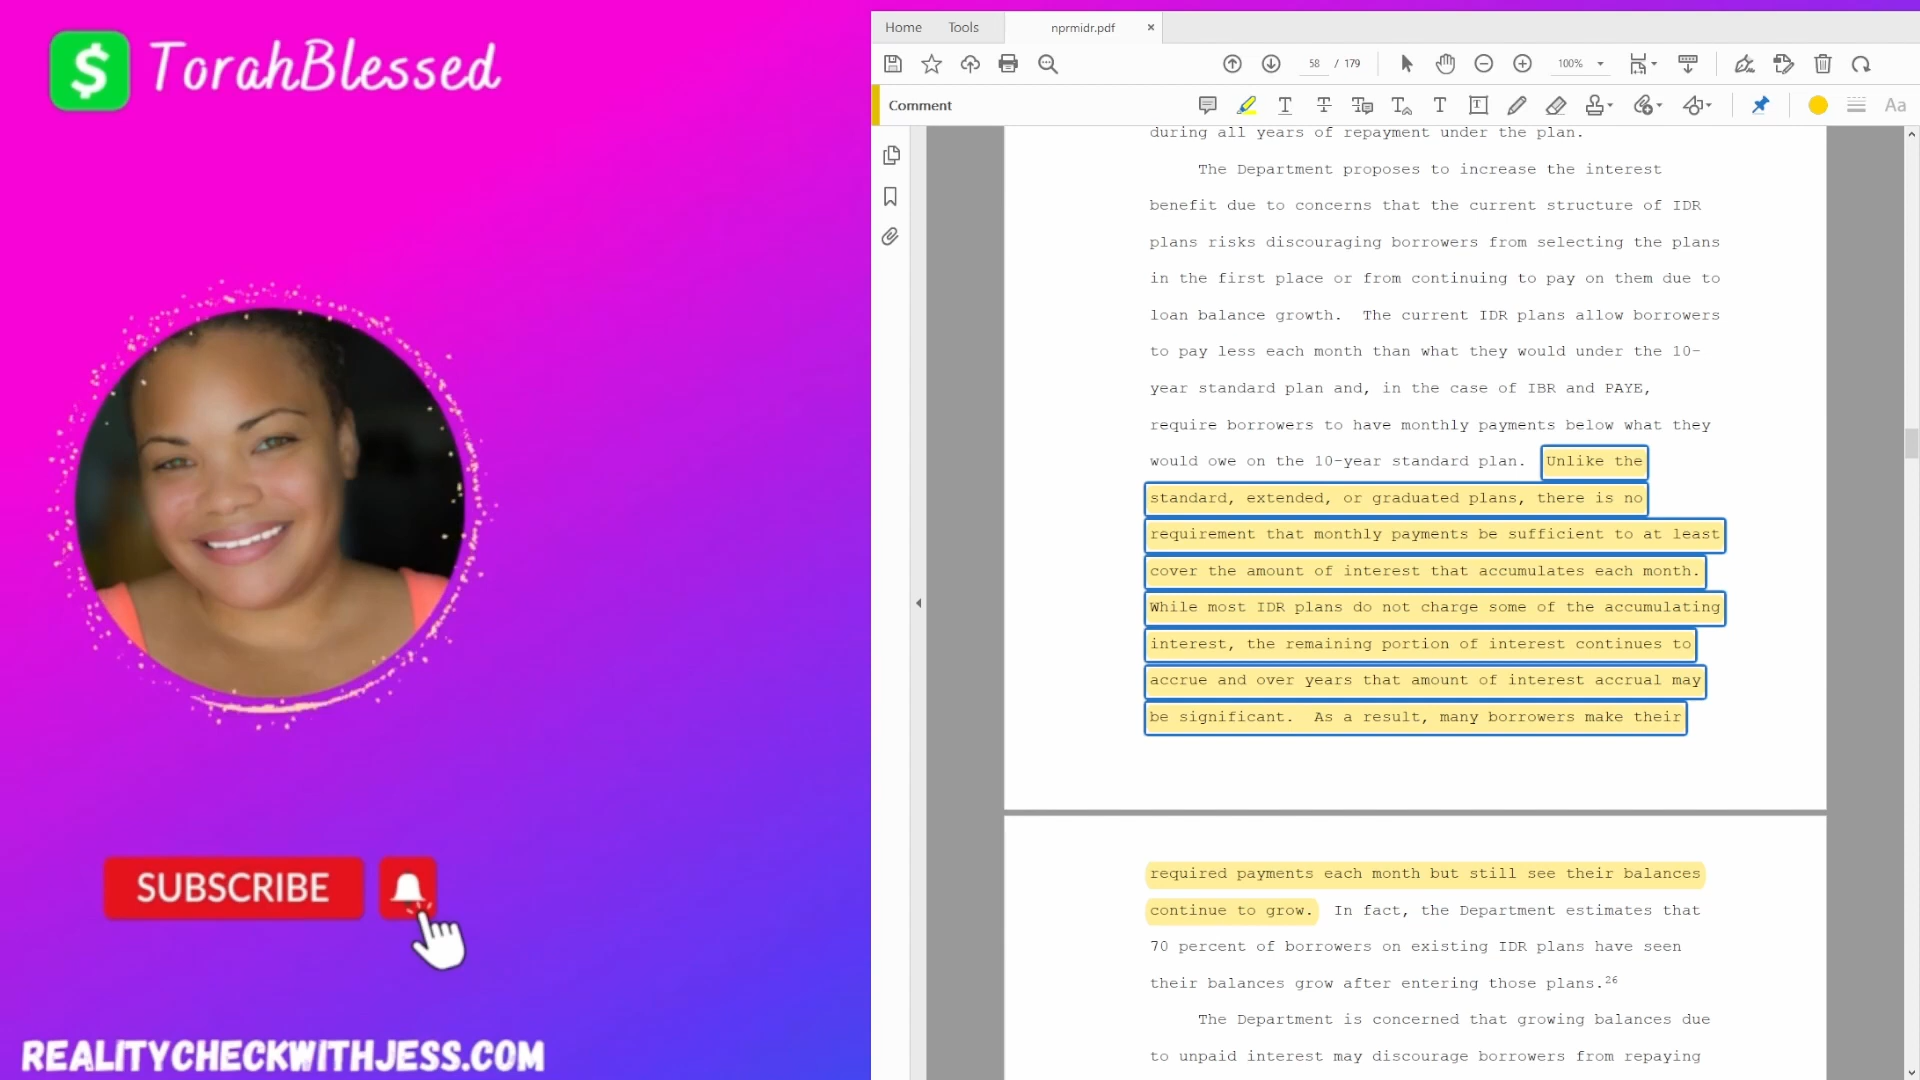 $ TorahBlessed
SUBSCRIBE
REALITYCHECKWITHJESS.COM
Home Tools nprmidr.pdf ×
58 / 179 100%
Comment
Aa
during all years of repayment under the plan.
The Department proposes to increase the interest
benefit due to concerns that the current structure of IDR
plans risks discouraging borrowers from selecting the plans
in the first place or from continuing to pay on them due to
loan balance growth. The current IDR plans allow borrowers
to pay less each month than what they would under the 10-
year standard plan and, in the case of IBR and PAYE,
require borrowers to have monthly payments below what they
would owe on the 10-year standard plan. Unlike the
standard, extended, or graduated plans, there is no
requirement that monthly payments be sufficient to at least
cover the amount of interest that accumulates each month.
While most IDR plans do not charge some of the accumulating
interest, the remaining portion of interest continues to
accrue and over years that amount of interest accrual may
be significant. As a result, many borrowers make their
required payments each month but still see their balances
continue to grow. In fact, the Department estimates that
70 percent of borrowers on existing IDR plans have seen
their balances grow after entering those plans.26
The Department is concerned that growing balances due
to unpaid interest may discourage borrowers from repaying